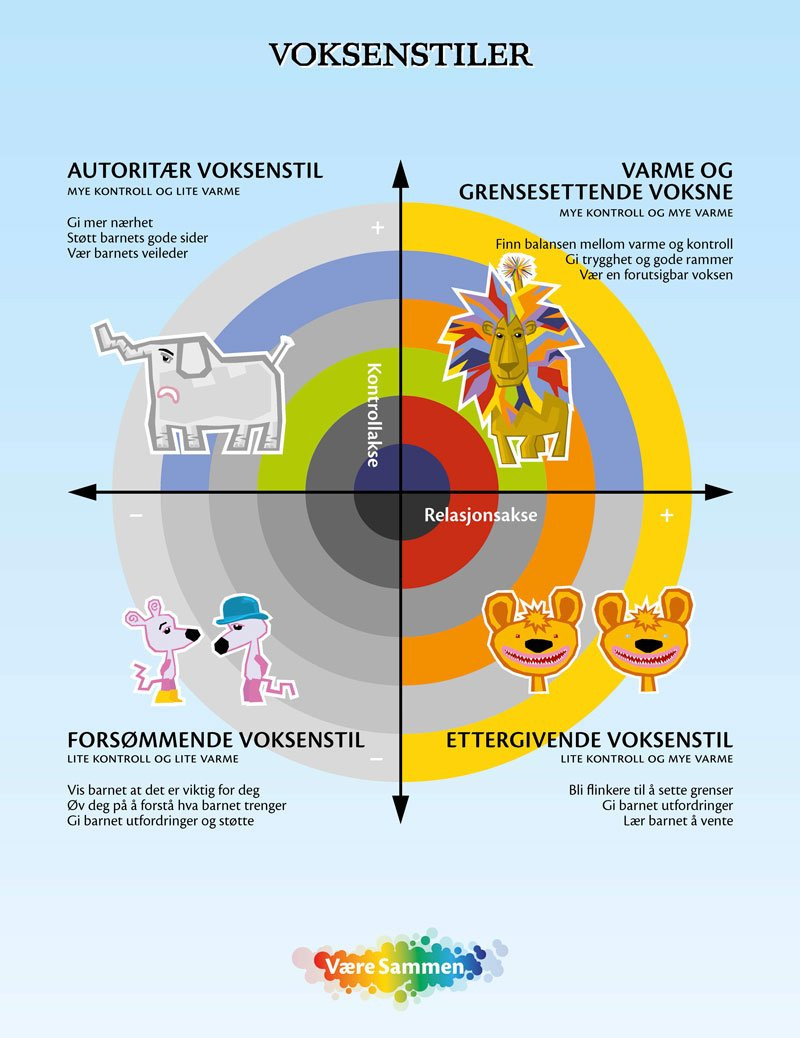 VOKSENSTILER
AUTORITÆR VOKSENSTIL
MYE KONTROLL OG LITE VARME
Gi mer nærhet
Støtt barnets gode sider
Vær barnets veileder
VARME OG
GRENSESETTENDE VOKSNE
MYE KONTROLL OG MYE VARME
Finn balansen mellom varme og kontroll
Gi trygghet og gode rammer
Vær en forutsigbar voksen
+
Kontrollakse
−
Relasjonsakse
+
−
FORSØMMENDE VOKSENSTIL
LITE KONTROLL OG LITE VARME
Vis barnet at det er viktig for deg
Øv deg på å forstå hva barnet trenger
Gi barnet utfordringer og støtte
ETTERGIVENDE VOKSENSTIL
LITE KONTROLL OG MYE VARME
Bli flinkere til å sette grenser
Gi barnet utfordringer
Lær barnet å vente
Være Sammen